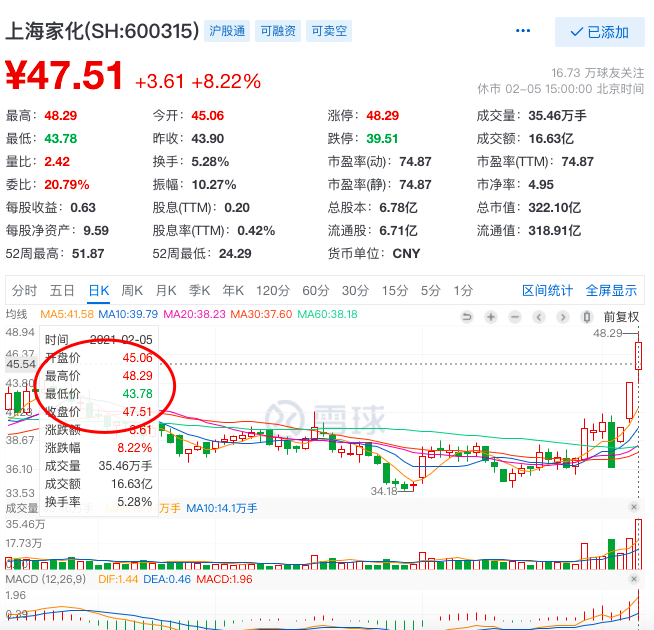 上海家化(SH:600315) 沪股通 可融资 可卖空 ••• ✓已添加
¥47.51 +3.61 +8.22%
16.73 万球友关注
休市 02-05 15:00:00 北京时间
最高：48.29 今开：45.06 涨停：48.29 成交量：35.46万手
最低：43.78 昨收：43.90 跌停：39.51 成交额：16.63亿
量比：2.42 换手：5.28% 市盈率(动)：74.87 市盈率(TTM)：74.87
委比：20.79% 振幅：10.27% 市盈率(静)：74.87 市净率：4.95
每股收益：0.63 股息(TTM)：0.20 总股本：6.78亿 总市值：322.10亿
每股净资产：9.59 股息率(TTM)：0.42% 流通股：6.71亿 流通值：318.91亿
52周最高：51.87 52周最低：24.29 货币单位：CNY
分时 五日 日K 周K 月K 季K 年K 120分 60分 30分 15分 5分 1分 区间统计 全屏显示
均线 MA5:41.58 MA10:39.79 MA20:38.23 MA30:37.60 MA60:38.18 前复权
48.94
46.37
45.54
43.80
38.67
36.10
33.53
48.29
34.18
雪球
时间 2021-02-05
开盘价 45.06
最高价 48.29
最低价 43.78
收盘价 47.51
涨跌额 3.61
涨跌幅 8.22%
成交量 35.46万手
成交额 16.63亿
换手率 5.28%
成交量 万手 MA10:14.1万手
35.46万
17.73万
MACD (12,26,9) DIF:1.44 DEA:0.46 MACD:1.96
1.96
0.39